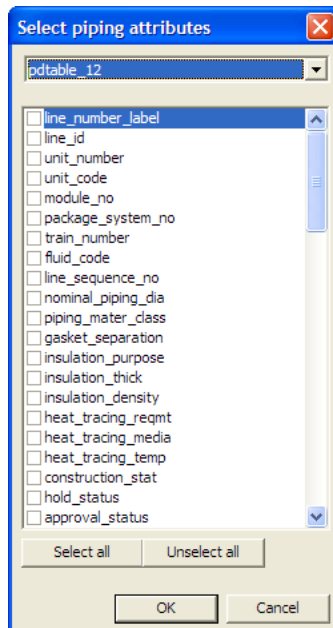 Select piping attributes
pdtable_12
line_number_label
line_id
unit_number
unit_code
module_no
package_system_no
train_number
fluid_code
line_sequence_no
nominal_piping_dia
piping_mater_class
gasket_separation
insulation_purpose
insulation_thick
insulation_density
heat_tracing_reqmt
heat_tracing_media
heat_tracing_temp
construction_stat
hold_status
approval_status
Select all Unselect all
OK Cancel